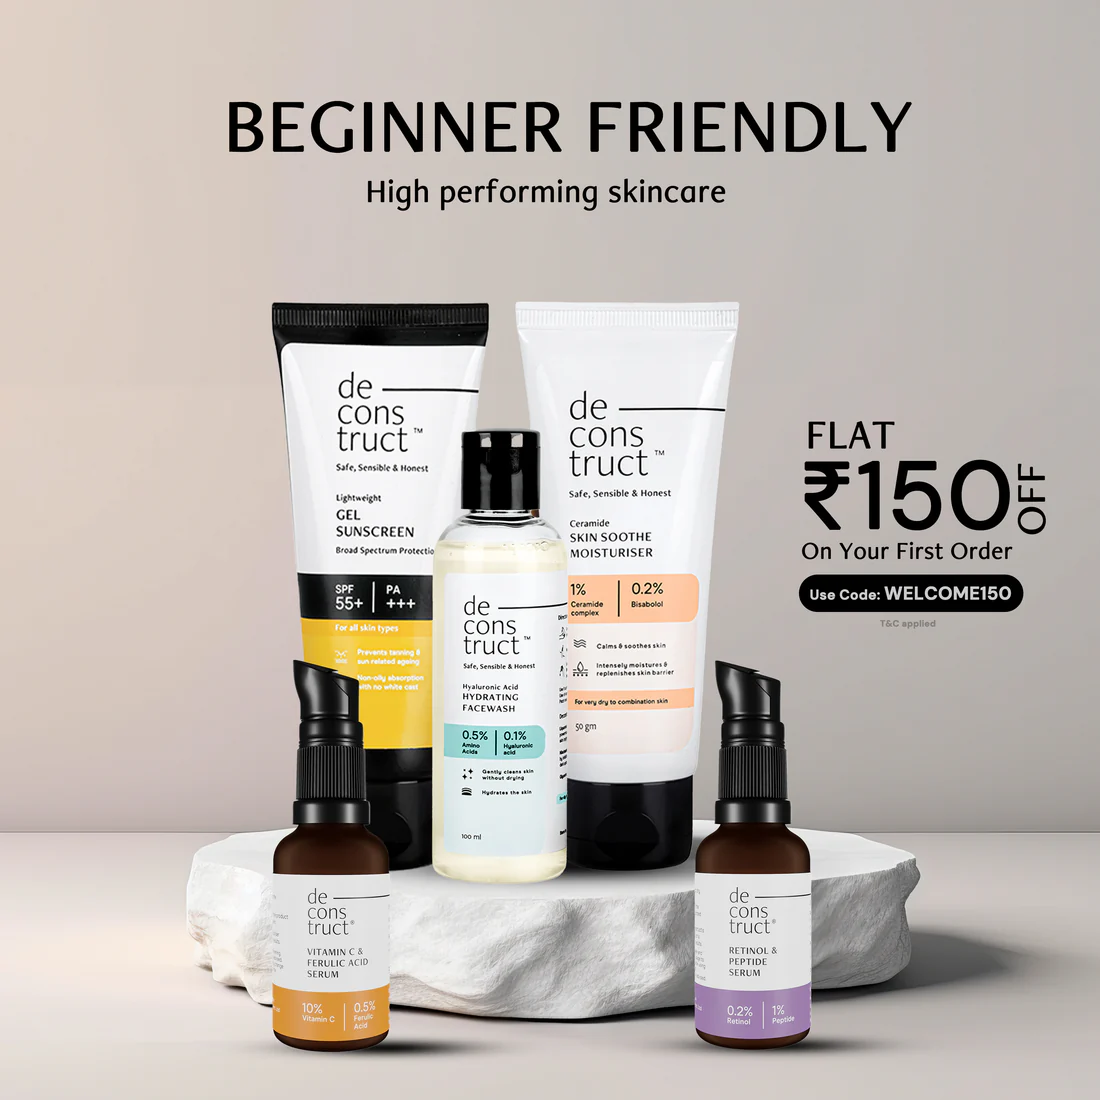 BEGINNER FRIENDLY
High performing skincare
de
cons
truct™
Safe, Sensible & Honest
Lightweight
GEL
SUNSCREEN
Broad Spectrum Protectio
SPF
55+
PA
+++
For all skin types
Prevents tanning &
sun related ageing
Non-oily absorption
with no white cast
de
cons
truct™
Safe, Sensible & Honest
Ceramide
SKIN SOOTHE
MOISTURISER
1%
Ceramide
complex
0.2%
Bisabolol
Calms & soothes skin
Intensely moistures &
replenishes skin barrier
For very dry to combination skin
50 gm
de
cons
truct™
Safe, Sensible & Honest
Hyaluronic Acid
HYDRATING
FACEWASH
0.5%
Amino
Acids
0.1%
Hyaluronic
acid
Gently cleans skin
without drying
Hydrates the skin
100 ml
FLAT
₹150 OFF
On Your First Order
Use Code: WELCOME150
T&C applied
de
cons
truct®
VITAMIN C &
FERULIC ACID
SERUM
10%
Vitamin C
0.5%
Ferulic
Acid
de
cons
truct®
RETINOL &
PEPTIDE
SERUM
0.2%
Retinol
1%
Peptide